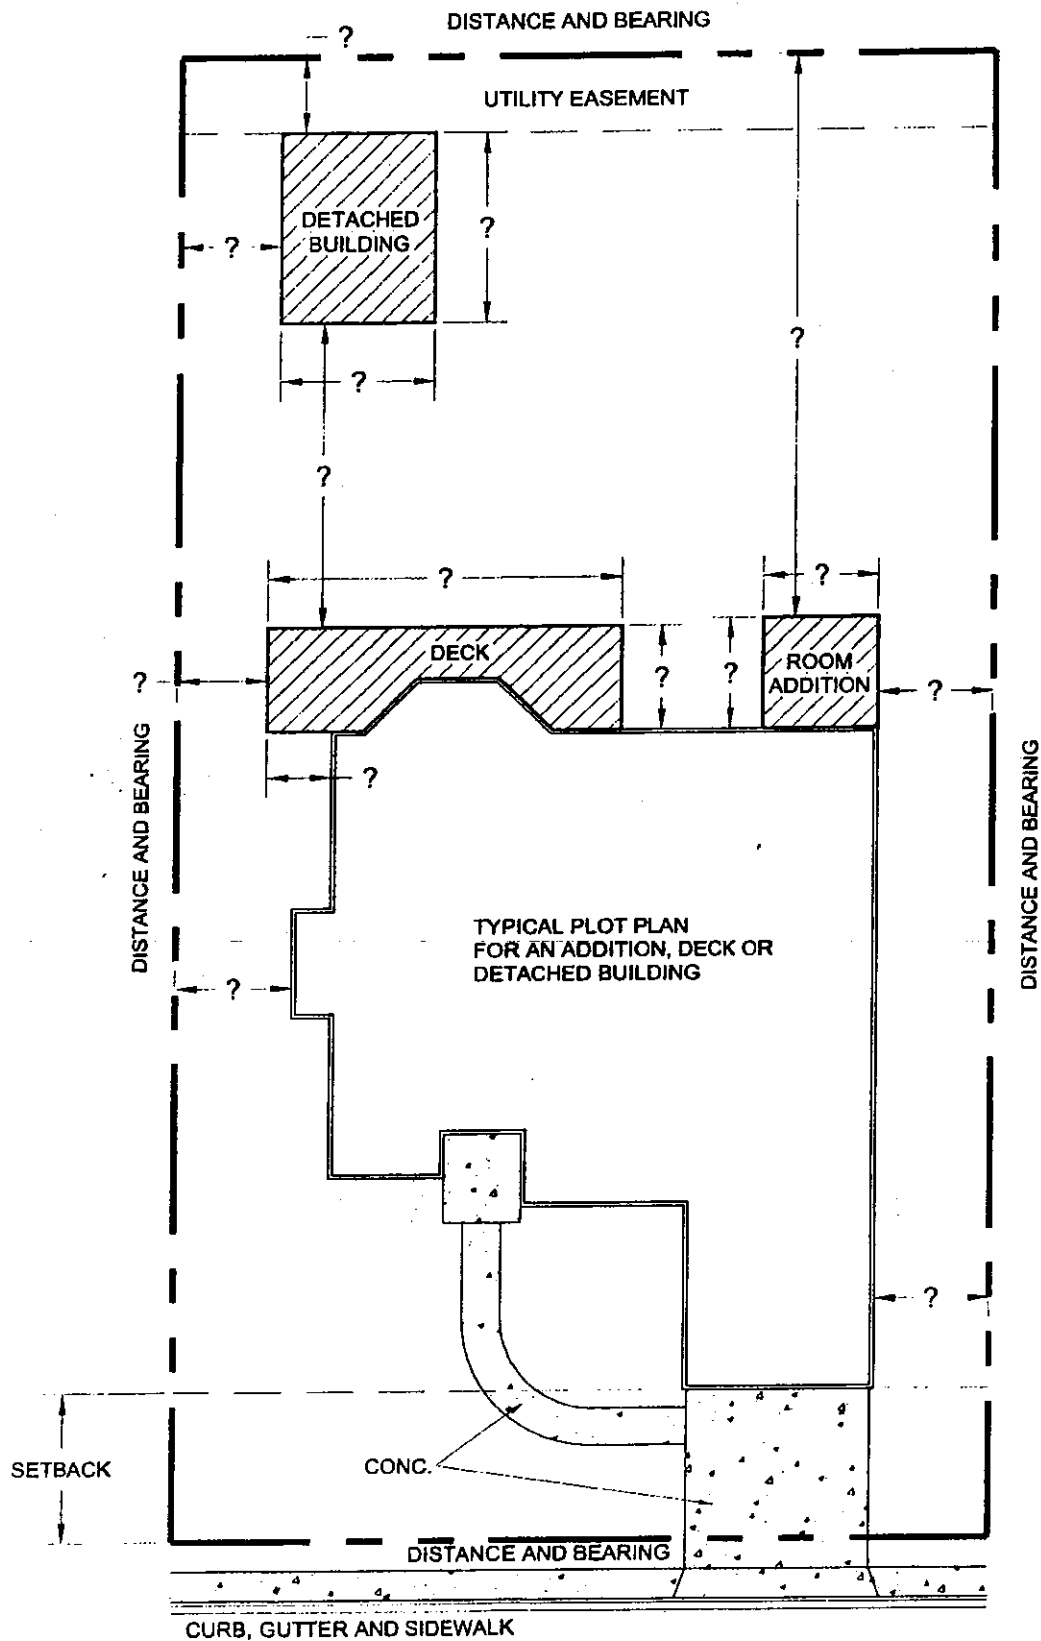 DISTANCE AND BEARING
?
UTILITY EASEMENT
DETACHED
BUILDING
?
?
?
?
?
?
?
DECK
?
?
ROOM
ADDITION
?
?
?
DISTANCE AND BEARING
DISTANCE AND BEARING
TYPICAL PLOT PLAN
FOR AN ADDITION, DECK OR
DETACHED BUILDING
?
?
SETBACK
CONC.
DISTANCE AND BEARING
CURB, GUTTER AND SIDEWALK